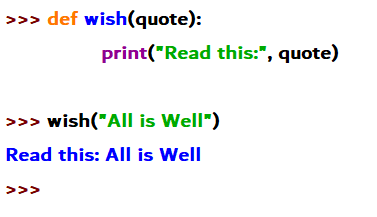 >>> def wish(quote):
print("Read this:", quote)
>>> wish("All is Well")
Read this: All is Well
>>>